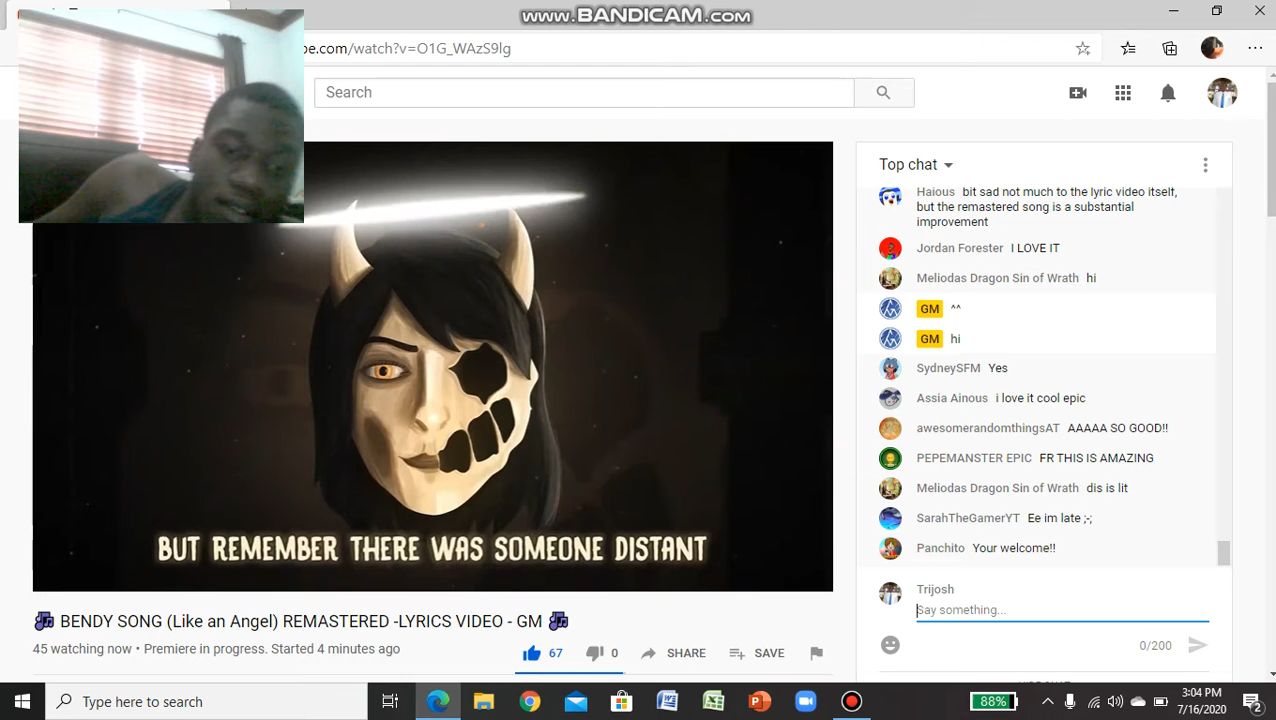 www.BANDICAM.com
be.com/watch?v=O1G_WAzS9lg
Search
Top chat
Haious bit sad not much to the lyric video itself,
but the remastered song is a substantial
improvement
Jordan Forester I LOVE IT
Meliodas Dragon Sin of Wrath hi
GM ^^
GM hi
SydneySFM Yes
Assia Ainous i love it cool epic
awesomerandomthingsAT AAAAA SO GOOD!!
PEPEMANSTER EPIC FR THIS IS AMAZING
Meliodas Dragon Sin of Wrath dis is lit
SarahTheGamerYT Ee im late ;-;
Panchito Your welcome!!
Trijosh
Say something...
0/200
BUT REMEMBER THERE WAS SOMEONE DISTANT
BENDY SONG (Like an Angel) REMASTERED -LYRICS VIDEO - GM
45 watching now • Premiere in progress. Started 4 minutes ago
67
0
SHARE
SAVE
Type here to search
88%
3:04 PM
7/16/2020
2